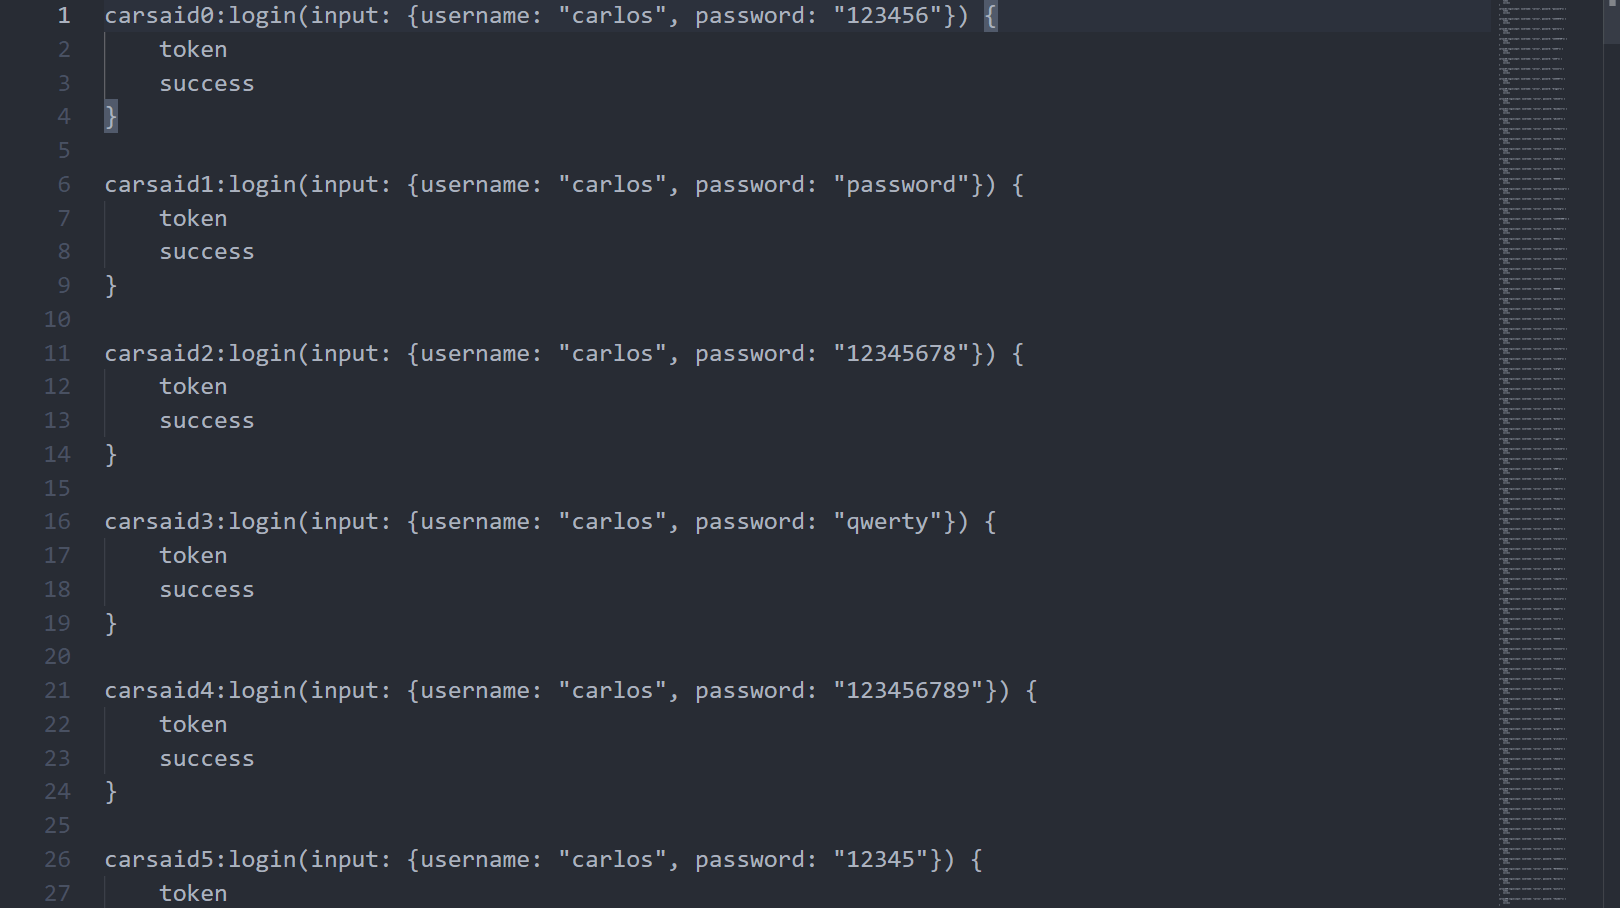 1 carsaid0:login(input: {username: "carlos", password: "123456"}) {
2     token
3     success
4 }
5
6 carsaid1:login(input: {username: "carlos", password: "password"}) {
7     token
8     success
9 }
10
11 carsaid2:login(input: {username: "carlos", password: "12345678"}) {
12     token
13     success
14 }
15
16 carsaid3:login(input: {username: "carlos", password: "qwerty"}) {
17     token
18     success
19 }
20
21 carsaid4:login(input: {username: "carlos", password: "123456789"}) {
22     token
23     success
24 }
25
26 carsaid5:login(input: {username: "carlos", password: "12345"}) {
27     token